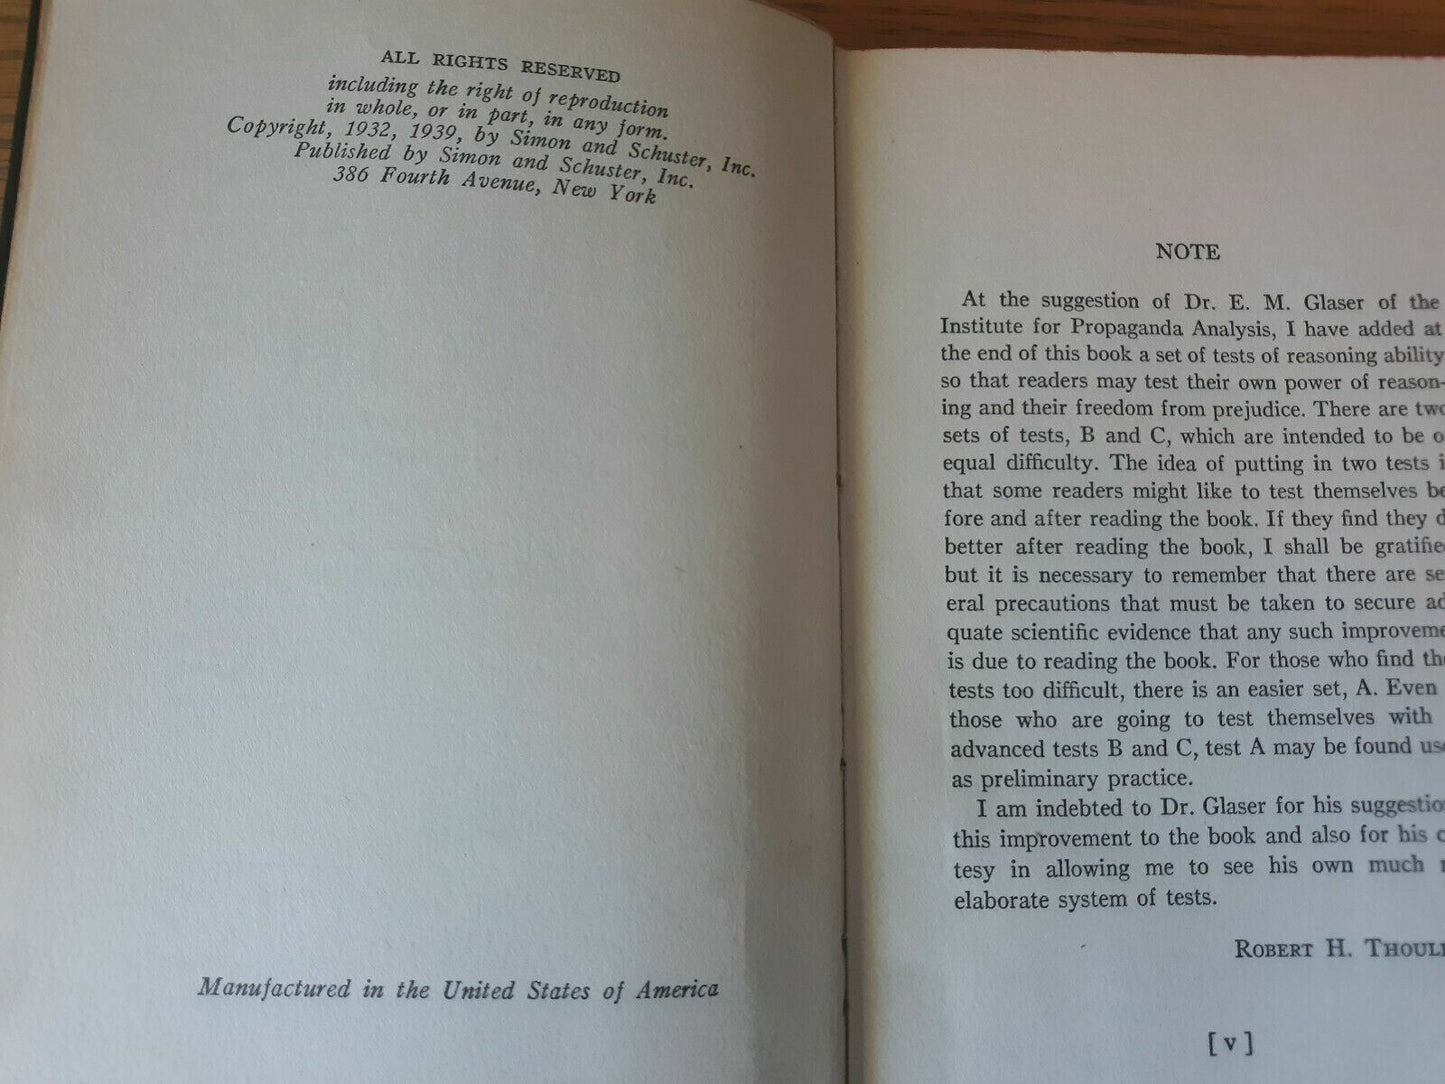 ALL RIGHTS RESERVED
including the right of reproduction
in whole, or in part, in any form.
Copyright, 1932, 1939, by Simon and Schuster, Inc.
Published by Simon and Schuster, Inc.
386 Fourth Avenue, New York
Manufactured in the United States of America
NOTE
At the suggestion of Dr. E. M. Glaser of the
Institute for Propaganda Analysis, I have added at
the end of this book a set of tests of reasoning ability
so that readers may test their own power of reason-
ing and their freedom from prejudice. There are two
sets of tests, B and C, which are intended to be
equal difficulty. The idea of putting in two tests
that some readers might like to test themselves be
fore and after reading the book. If they find they
better after reading the book, I shall be gratified
but it is necessary to remember that there are
eral precautions that must be taken to secure
quate scientific evidence that any such
is due to reading the book. For those who find
tests too difficult, there is an easier set, A. Even
those who are going to test themselves with
advanced tests B and C, test A may be found
as preliminary practice.
I am indebted to Dr. Glaser for his
this improvement to the book and also for his
tesy in allowing me to see his own much
elaborate system of tests.
ROBERT H.
[ v ]